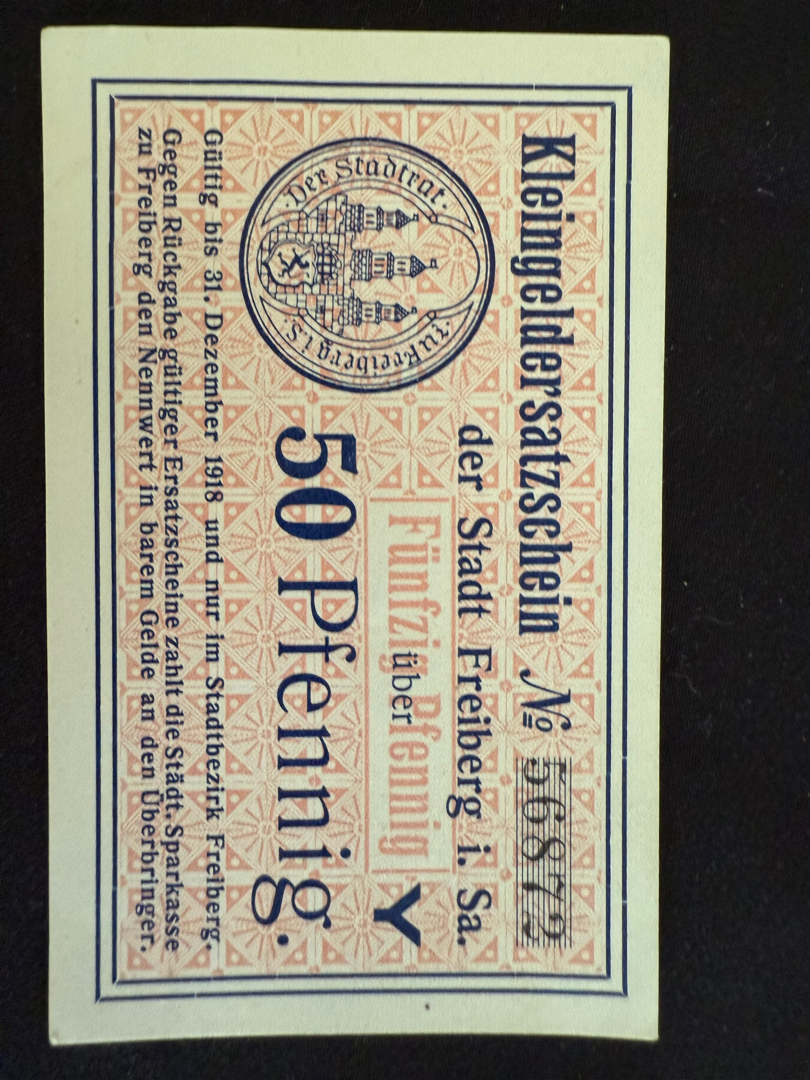 Kleingeldersatzschein № 56872
der Stadt Freiberg i. Sa.
Fünfzig Pfennig
über
Y
50 Pfennig.
· Der Stadtrat ·
· zu Freiberg i S ·
Gültig bis 31. Dezember 1918 und nur im Stadtbezirk Freiberg.
Gegen Rückgabe gültiger Ersatzscheine zahlt die Städt. Sparkasse
zu Freiberg den Nennwert in barem Gelde an den Überbringer.